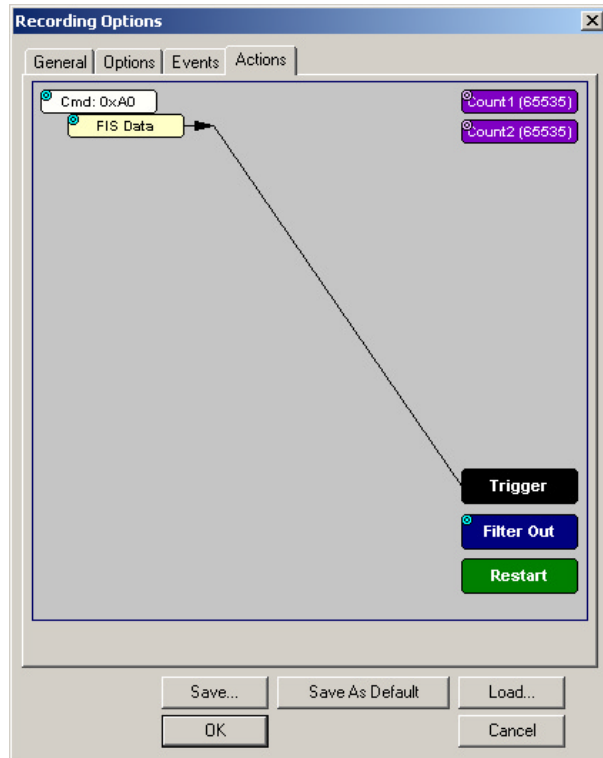 Recording Options
General Options Events Actions
Cmd: 0xA0
FIS Data
Count1 (65535)
Count2 (65535)
Trigger
Filter Out
Restart
Save... Save As Default Load...
OK Cancel